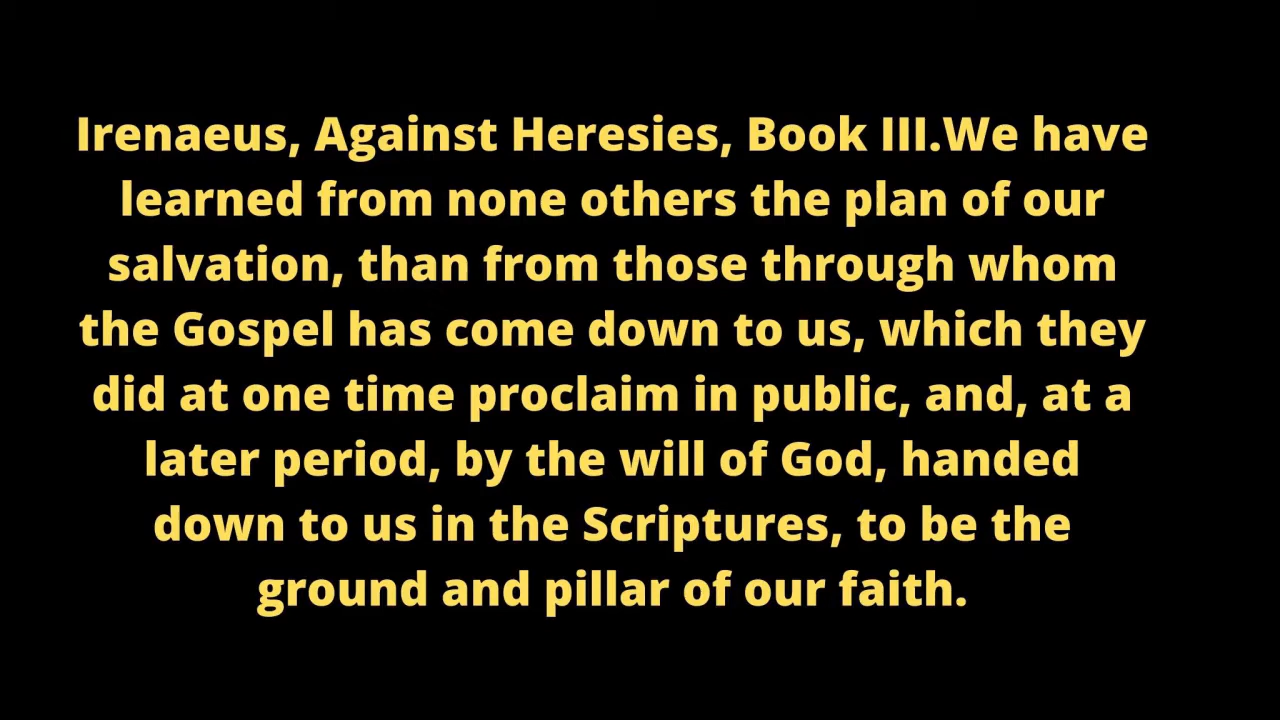 Irenaeus, Against Heresies, Book III.We have
learned from none others the plan of our
salvation, than from those through whom
the Gospel has come down to us, which they
did at one time proclaim in public, and, at a
later period, by the will of God, handed
down to us in the Scriptures, to be the
ground and pillar of our faith.